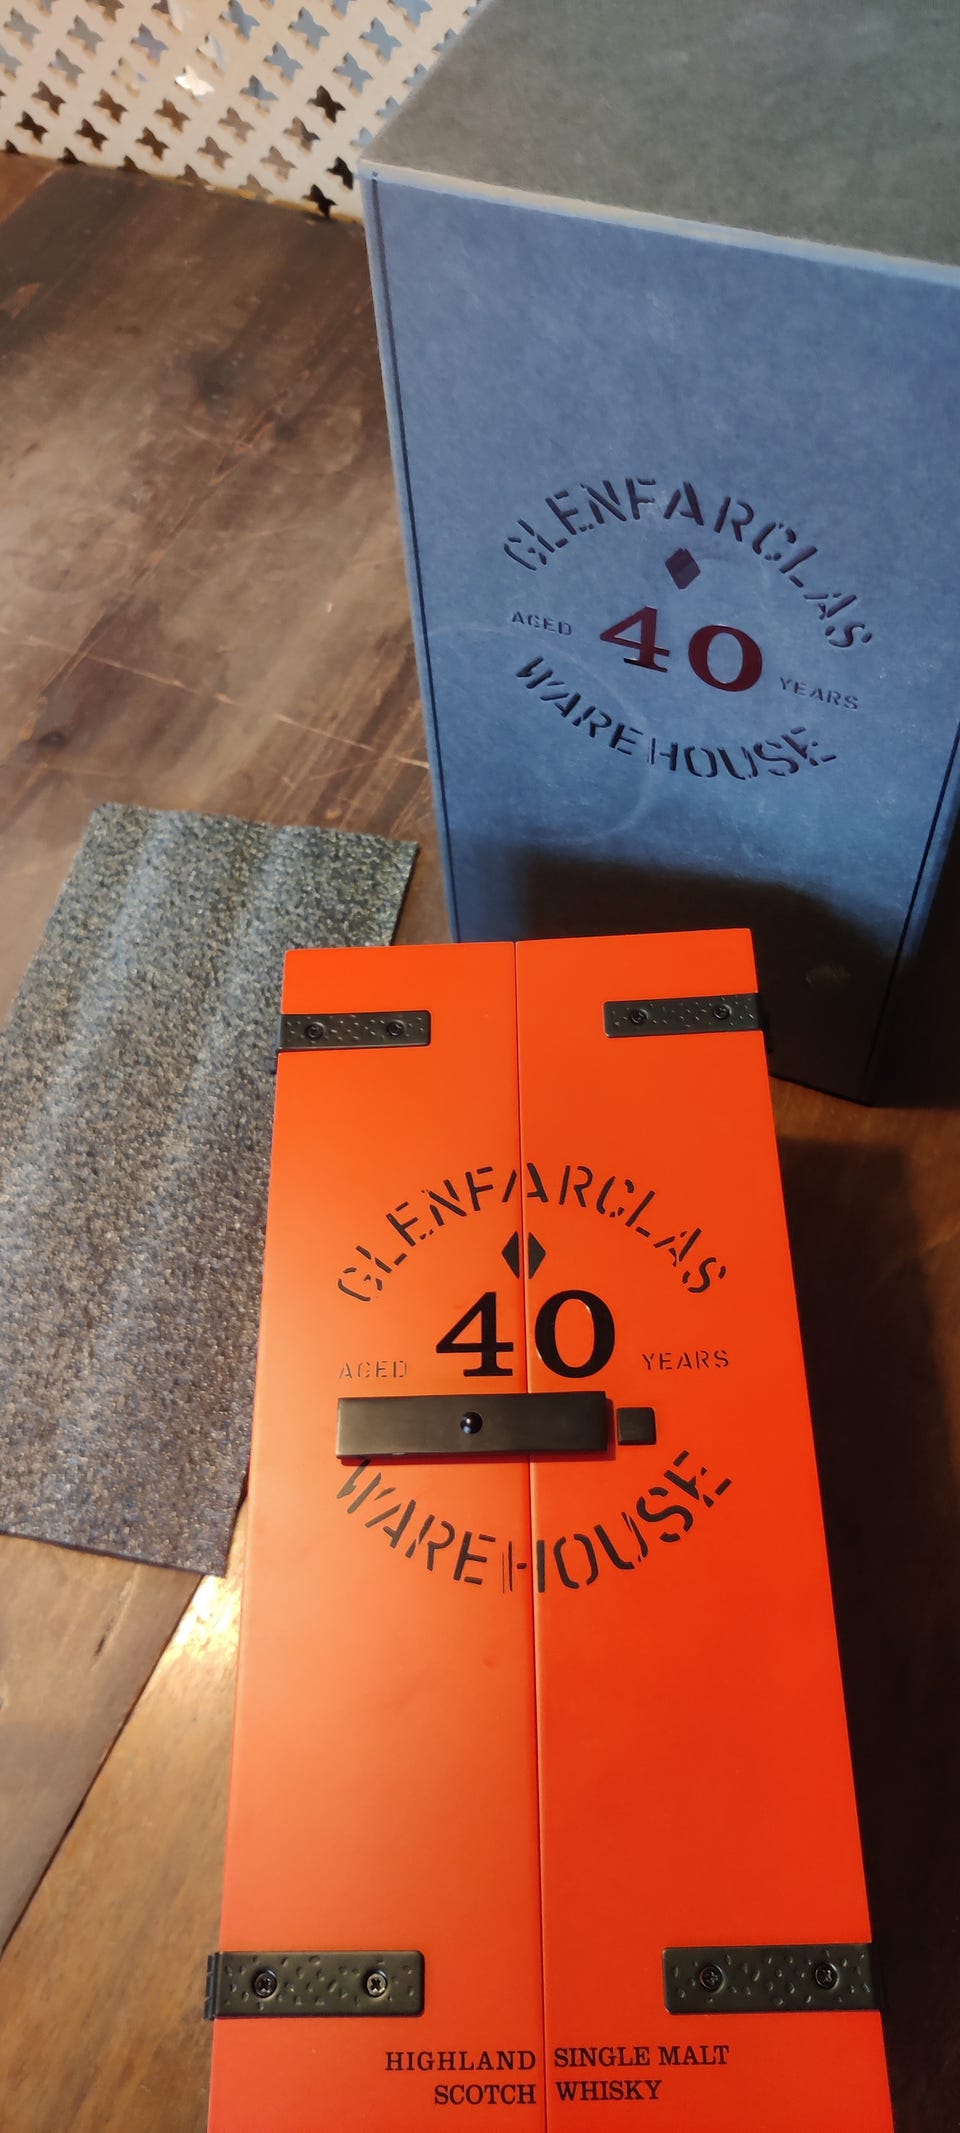 GLENFARCLAS
AGED 40 YEARS
WAREHOUSE
GLENFARCLAS
AGED 40 YEARS
WAREHOUSE
HIGHLAND SINGLE MALT
SCOTCH WHISKY